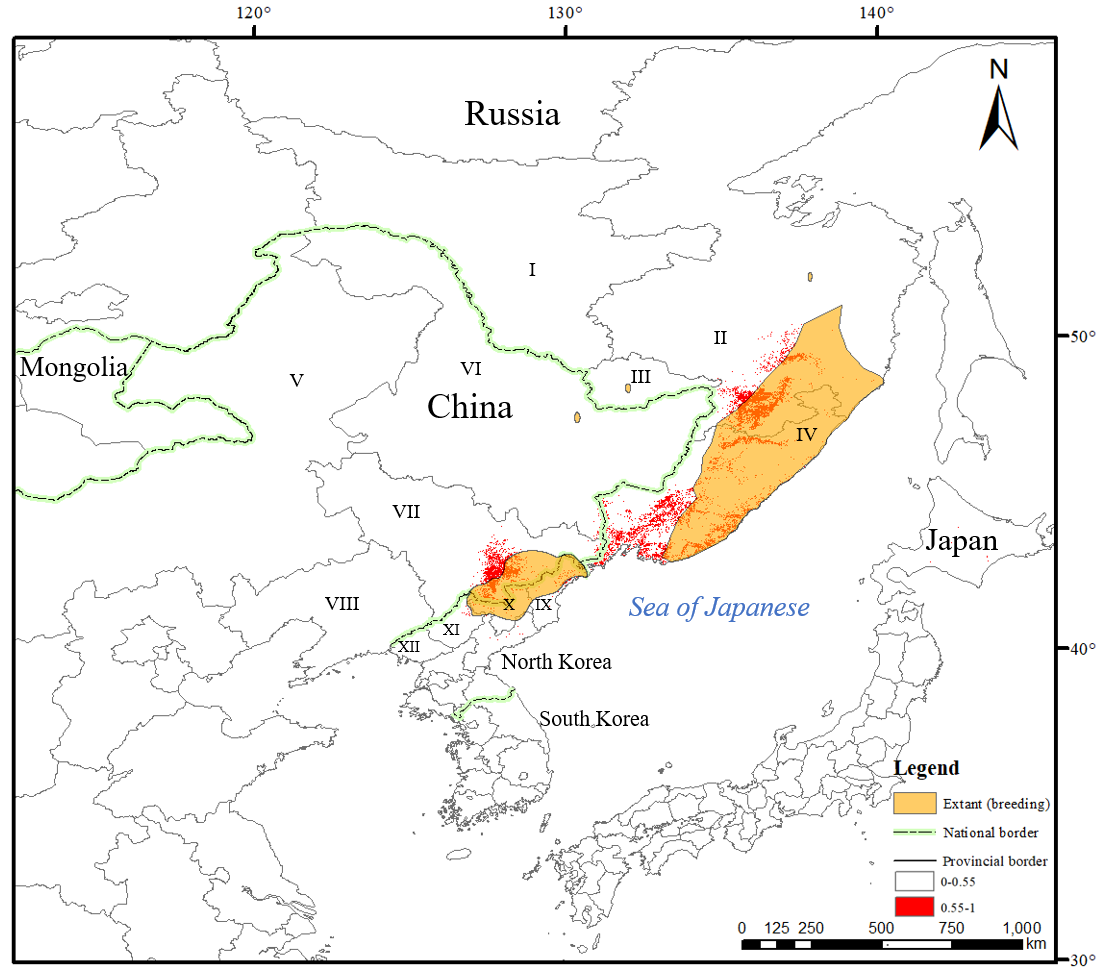 120° 130° 140°
N
Russia
I
50°
II
Mongolia
V
VI
III
China
IV
VII
Japan
VIII
X
IX
Sea of Japanese
XI
XII
40°
North Korea
South Korea
Legend
Extant (breeding)
National border
Provincial border
0-0.55
0.55-1
0 125 250 500 750 1,000
km
30°